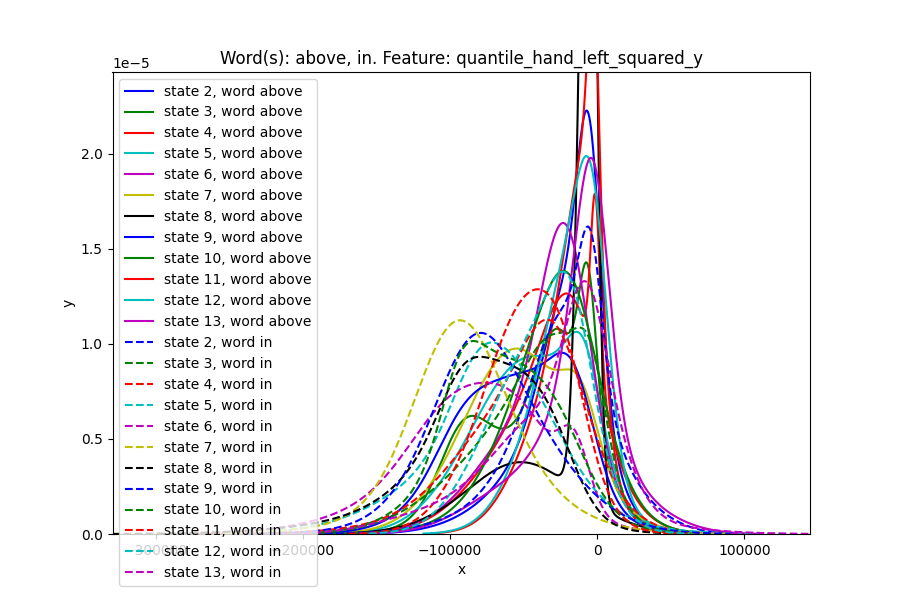 Word(s): above, in. Feature: quantile_hand_left_squared_y
1e−5
state 2, word above
state 3, word above
state 4, word above
state 5, word above
state 6, word above
state 7, word above
state 8, word above
state 9, word above
state 10, word above
state 11, word above
state 12, word above
state 13, word above
state 2, word in
state 3, word in
state 4, word in
state 5, word in
state 6, word in
state 7, word in
state 8, word in
state 9, word in
state 10, word in
state 11, word in
state 12, word in
state 13, word in
2.0
1.5
1.0
0.5
0.0
y
−300000 −200000 −100000 0 100000
x